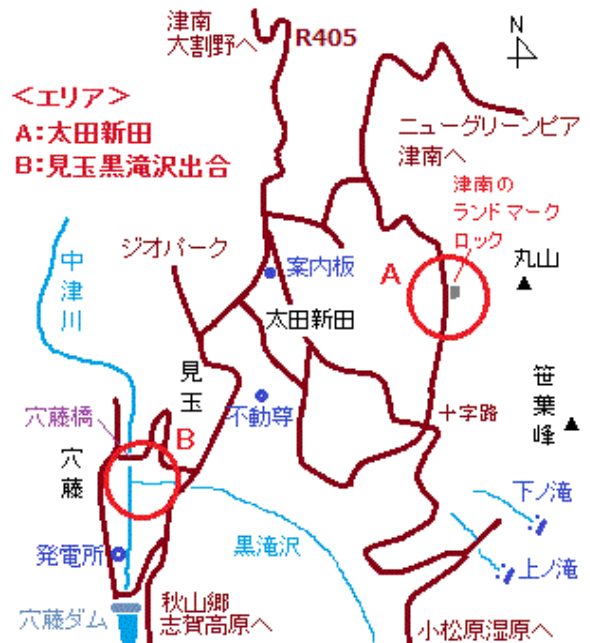 津南
大割野へ
R405
N
<エリア>
A:太田新田
B:見玉黒滝沢出合
ニューグリーンピア
津南へ
津南の
ランドマーク
ロック
ジオパーク
中津川
案内板
A
丸山
太田新田
見玉
不動尊
十字路
笹葉峰
穴藤橋
B
穴藤
下ノ滝
黒滝沢
発電所
上ノ滝
穴藤ダム
秋山郷
志賀高原へ
小松原湿原へ